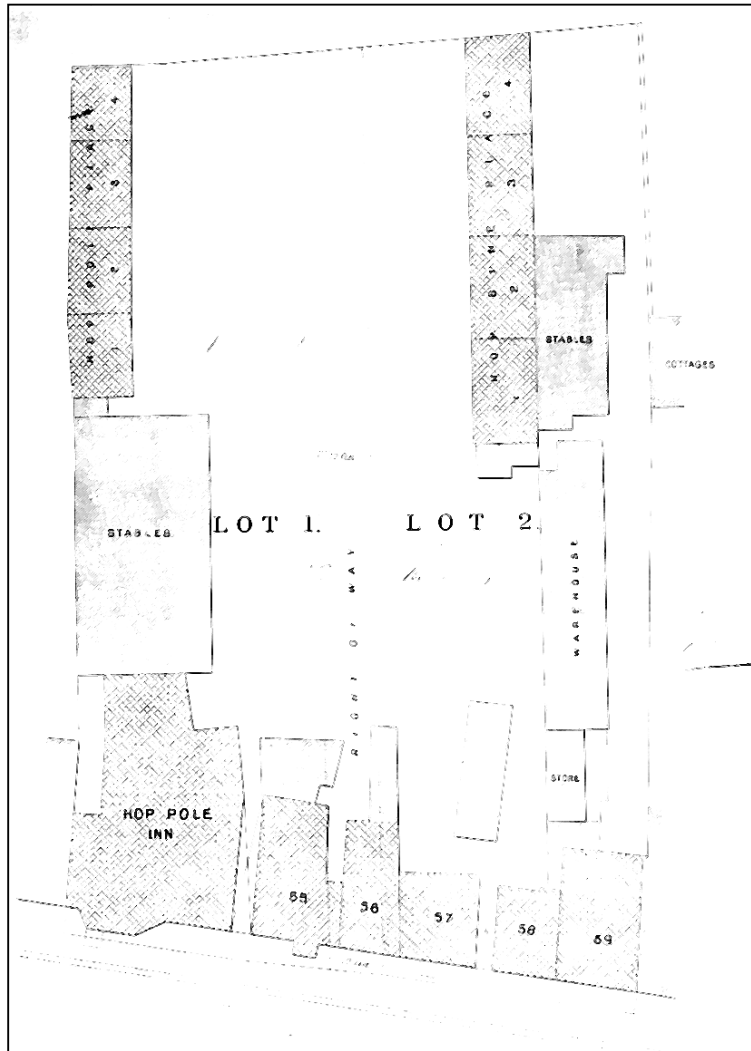 HOP POLE PLACE
4
3
2
1
HOP BINE PLACE
4
3
2
1
STABLES
COTTAGES
STABLES
LOT 1.
LOT 2.
RIGHT OF WAY
WAREHOUSE
STORE
HOP POLE
INN
55
56
57
58
59